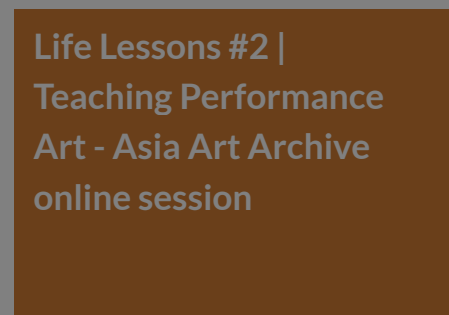 Life Lessons #2 |
Teaching Performance
Art - Asia Art Archive
online session